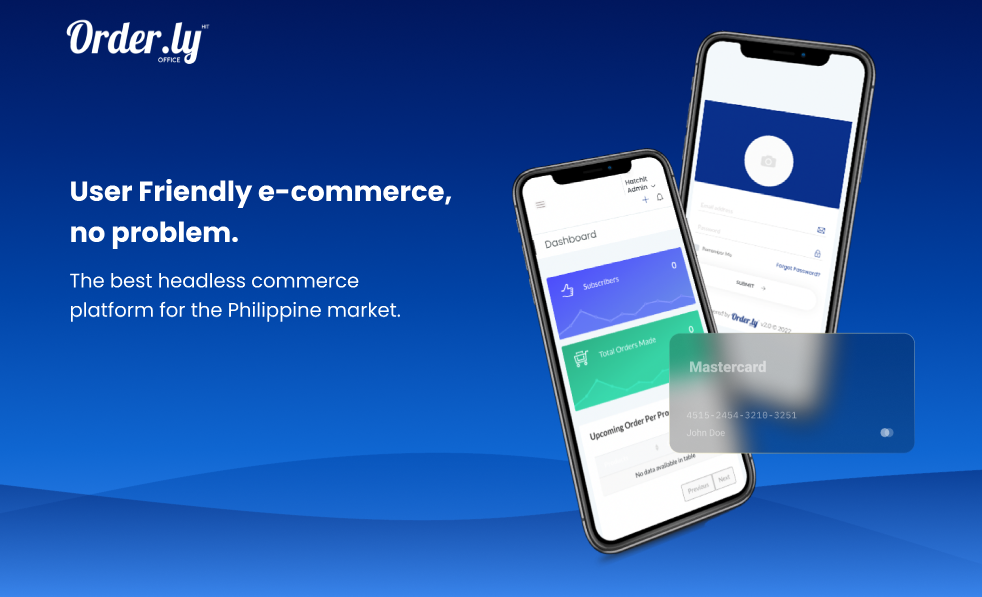 Order.ly
HIT
OFFICE
User Friendly e-commerce,
no problem.
The best headless commerce
platform for the Philippine market.
Hatchit
Admin
Dashboard
Subscribers
0
Total Orders Made
0
Upcoming Order Per Pro
No data available in table
Previous
Next
Email address
Password
Remember Me
Forgot Password?
SUBMIT
by Order.ly v2.0 © 2022
Mastercard
4515-2454-3210-3251
John Doe